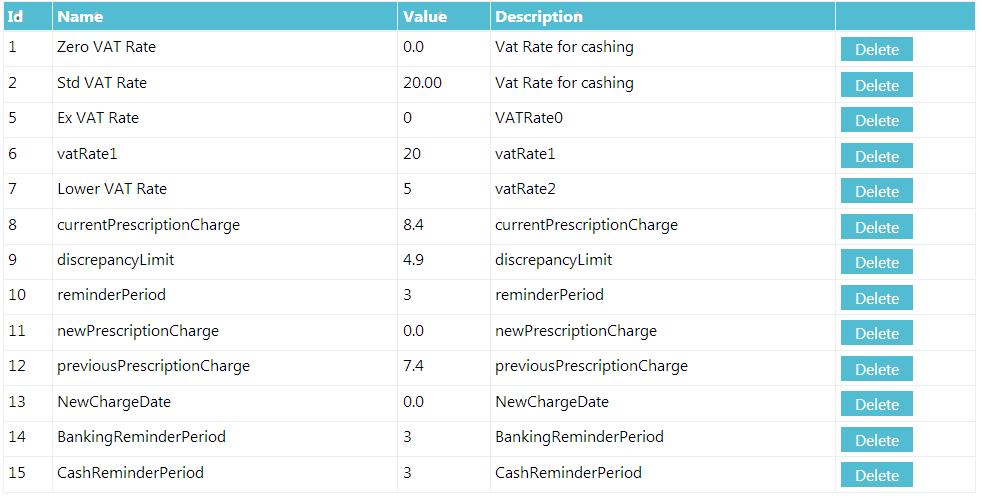 Id Name Value Description
1 Zero VAT Rate 0.0 Vat Rate for cashing Delete
2 Std VAT Rate 20.00 Vat Rate for cashing Delete
5 Ex VAT Rate 0 VATRate0 Delete
6 vatRate1 20 vatRate1 Delete
7 Lower VAT Rate 5 vatRate2 Delete
8 currentPrescriptionCharge 8.4 currentPrescriptionCharge Delete
9 discrepancyLimit 4.9 discrepancyLimit Delete
10 reminderPeriod 3 reminderPeriod Delete
11 newPrescriptionCharge 0.0 newPrescriptionCharge Delete
12 previousPrescriptionCharge 7.4 previousPrescriptionCharge Delete
13 NewChargeDate 0.0 NewChargeDate Delete
14 BankingReminderPeriod 3 BankingReminderPeriod Delete
15 CashReminderPeriod 3 CashReminderPeriod Delete